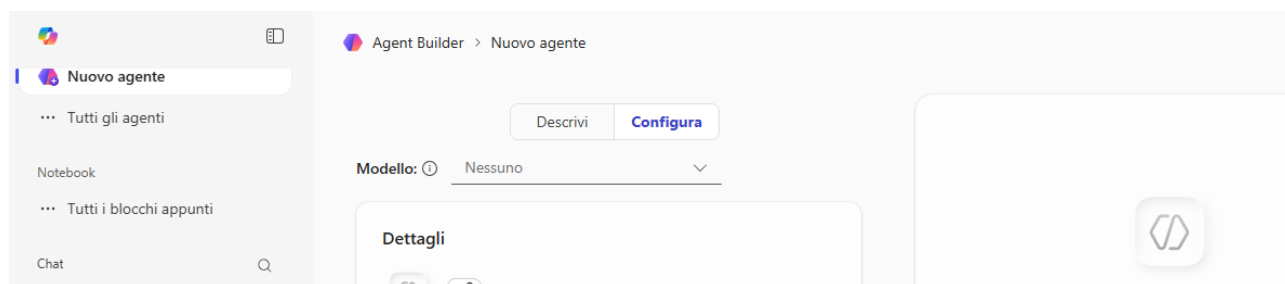 Agent Builder > Nuovo agente
Nuovo agente
Tutti gli agenti
Notebook
Tutti i blocchi appunti
Chat
Descrivi
Configura
Modello:
Nessuno
Dettagli